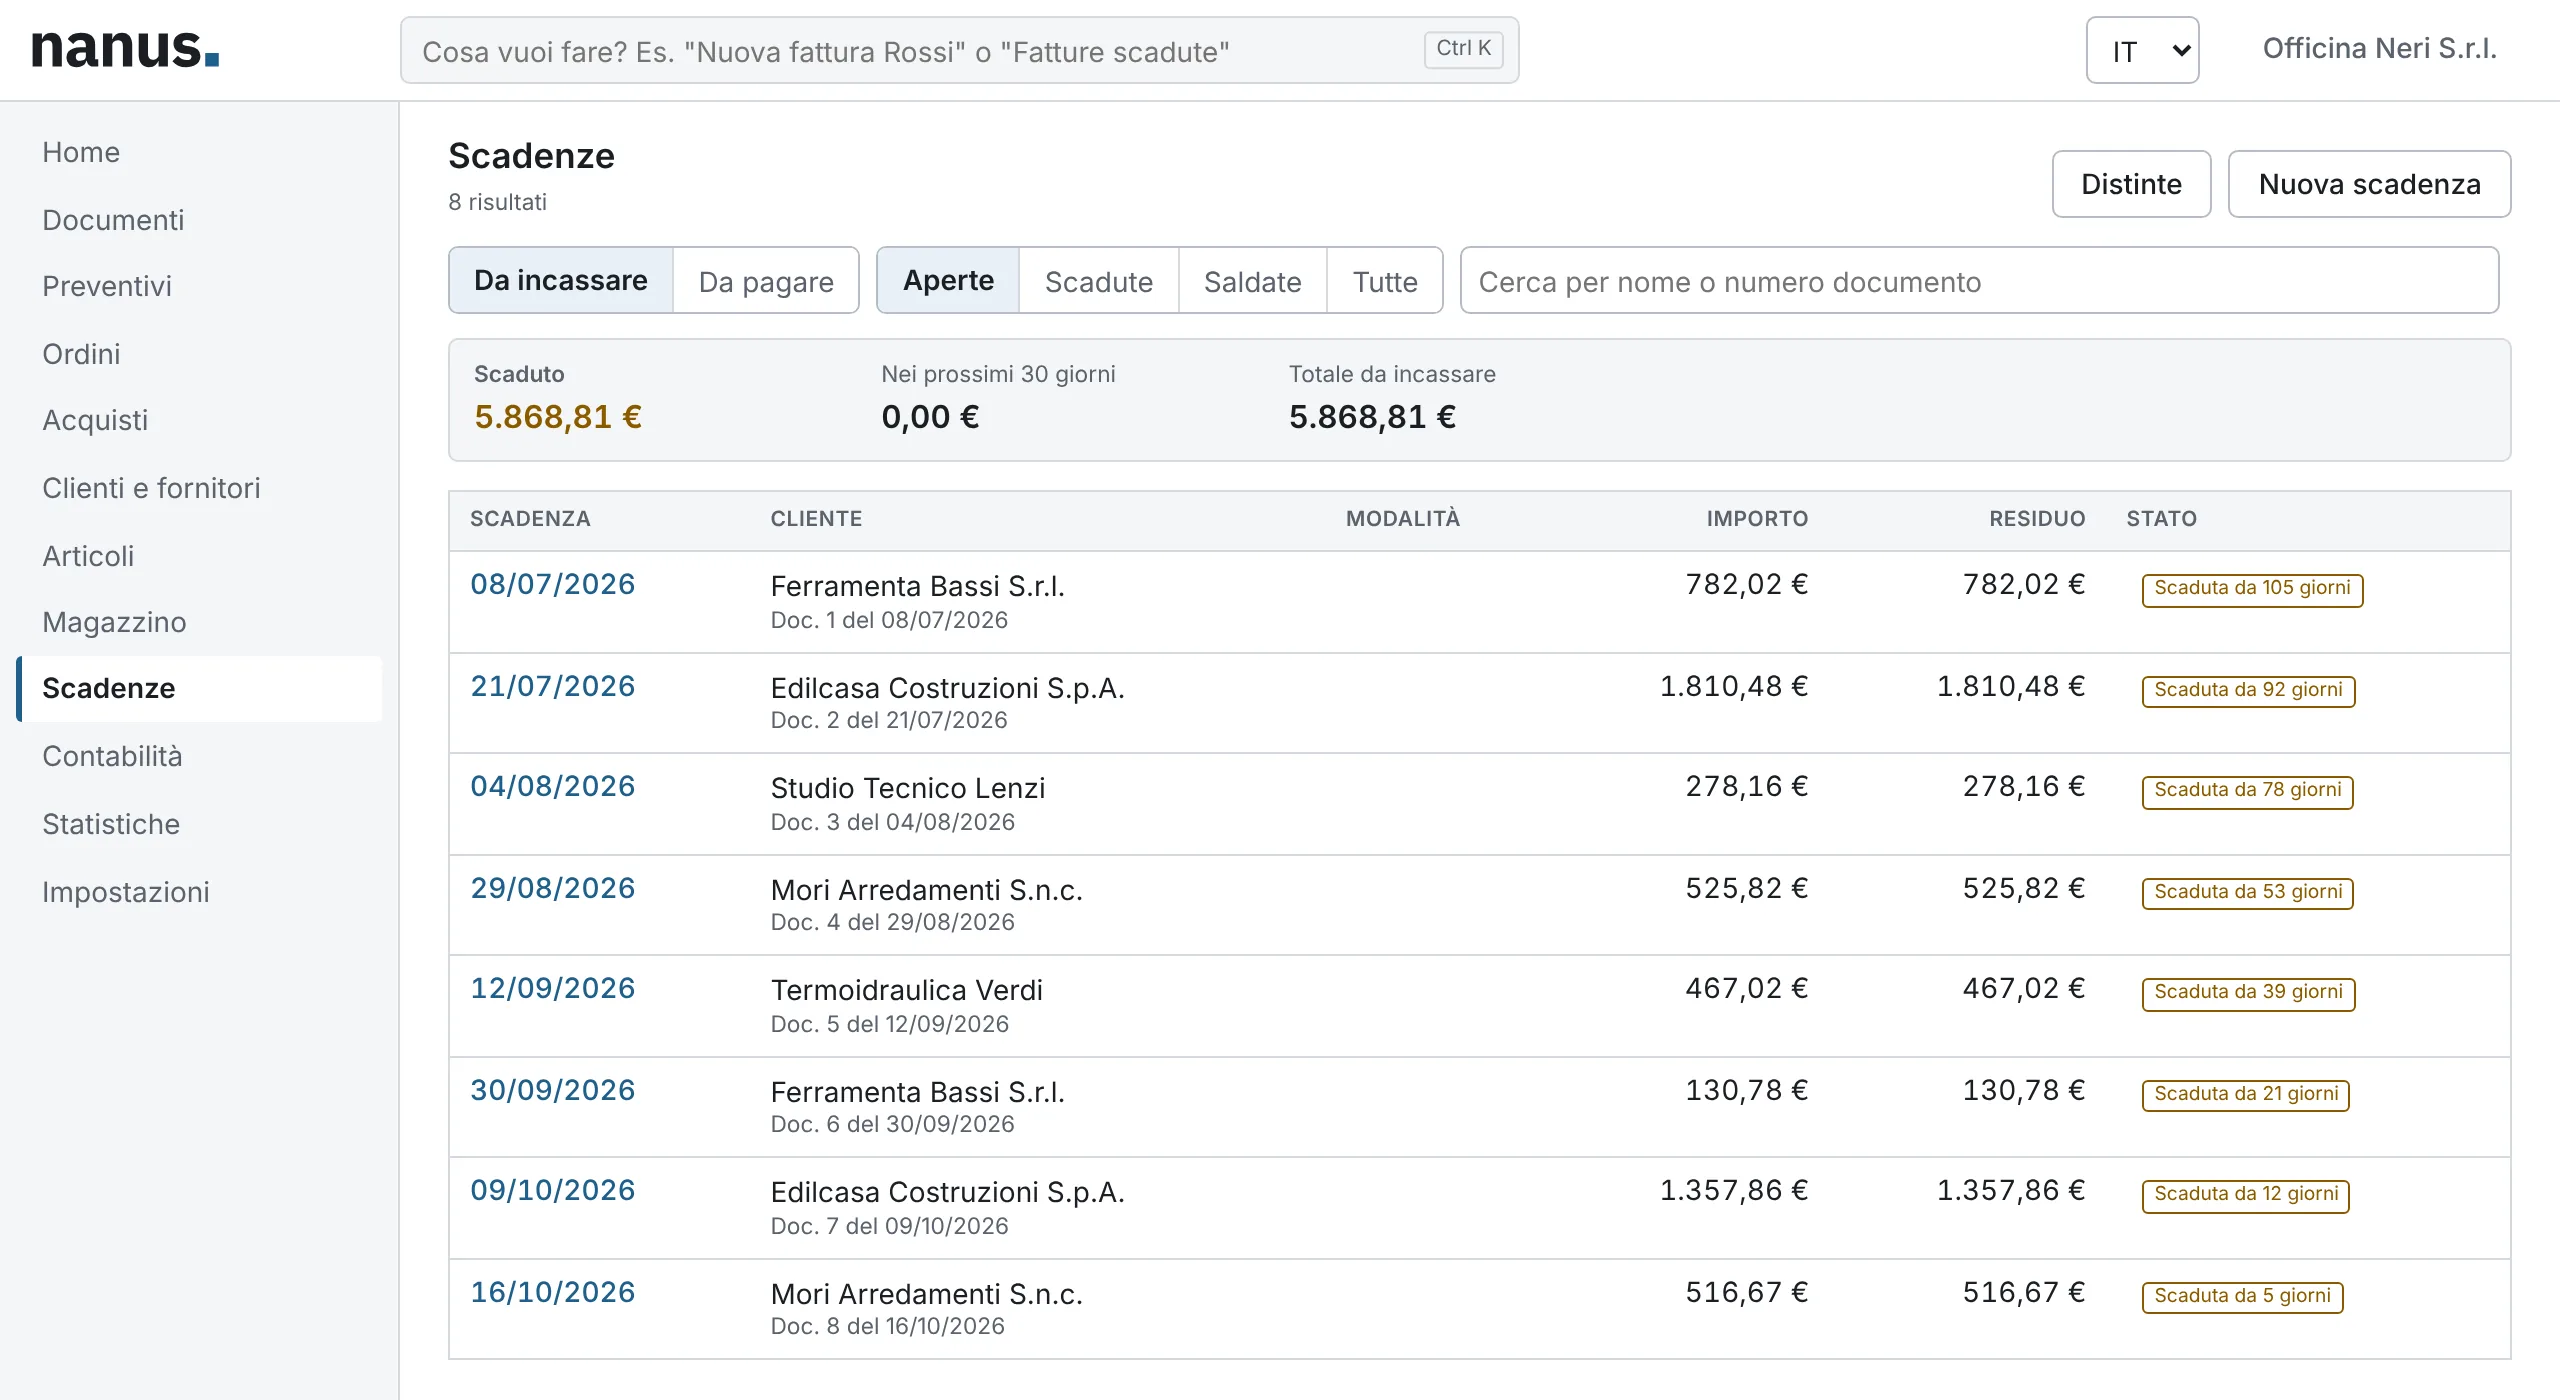 nanus.
Cosa vuoi fare? Es. "Nuova fattura Rossi" o "Fatture scadute" Ctrl K
IT
Officina Neri S.r.l.
Home
Documenti
Preventivi
Ordini
Acquisti
Clienti e fornitori
Articoli
Magazzino
Scadenze
Contabilità
Statistiche
Impostazioni
Scadenze
8 risultati
Distinte Nuova scadenza
Da incassare Da pagare Aperte Scadute Saldate Tutte Cerca per nome o numero documento
Scaduto Nei prossimi 30 giorni Totale da incassare
5.868,81 € 0,00 € 5.868,81 €
SCADENZA CLIENTE MODALITÀ IMPORTO RESIDUO STATO
08/07/2026 Ferramenta Bassi S.r.l. 782,02 € 782,02 € Scaduta da 105 giorni
Doc. 1 del 08/07/2026
21/07/2026 Edilcasa Costruzioni S.p.A. 1.810,48 € 1.810,48 € Scaduta da 92 giorni
Doc. 2 del 21/07/2026
04/08/2026 Studio Tecnico Lenzi 278,16 € 278,16 € Scaduta da 78 giorni
Doc. 3 del 04/08/2026
29/08/2026 Mori Arredamenti S.n.c. 525,82 € 525,82 € Scaduta da 53 giorni
Doc. 4 del 29/08/2026
12/09/2026 Termoidraulica Verdi 467,02 € 467,02 € Scaduta da 39 giorni
Doc. 5 del 12/09/2026
30/09/2026 Ferramenta Bassi S.r.l. 130,78 € 130,78 € Scaduta da 21 giorni
Doc. 6 del 30/09/2026
09/10/2026 Edilcasa Costruzioni S.p.A. 1.357,86 € 1.357,86 € Scaduta da 12 giorni
Doc. 7 del 09/10/2026
16/10/2026 Mori Arredamenti S.n.c. 516,67 € 516,67 € Scaduta da 5 giorni
Doc. 8 del 16/10/2026